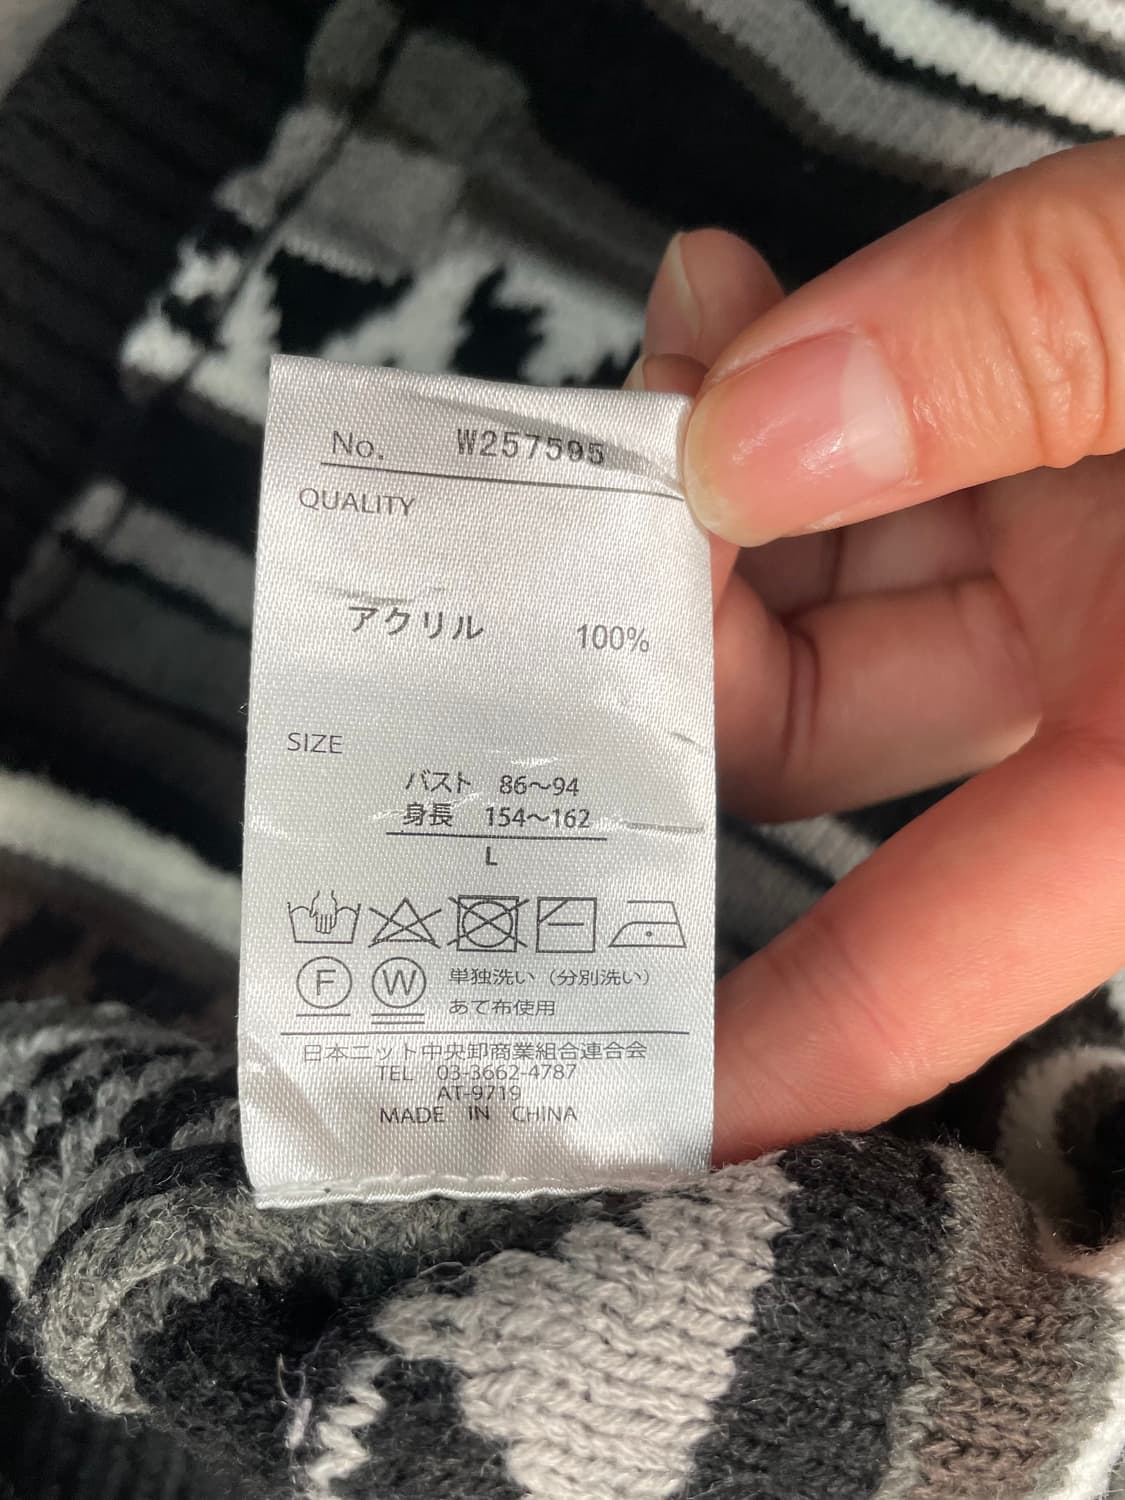 No. W257595
QUALITY
アクリル 100%
SIZE
バスト 86〜94
身長 154〜162
L
F W 単独洗い（分別洗い）
あて布使用
日本ニット中央卸商業組合連合会
TEL 03-3662-4787
AT-9719
MADE IN CHINA